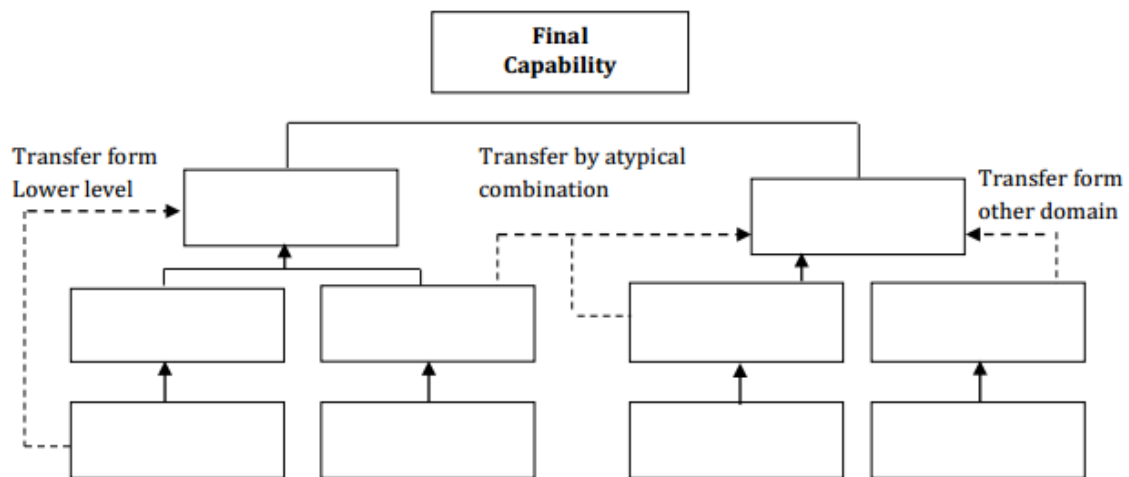 Final
Capability
Transfer form
Lower level
Transfer by atypical
combination
Transfer form
other domain